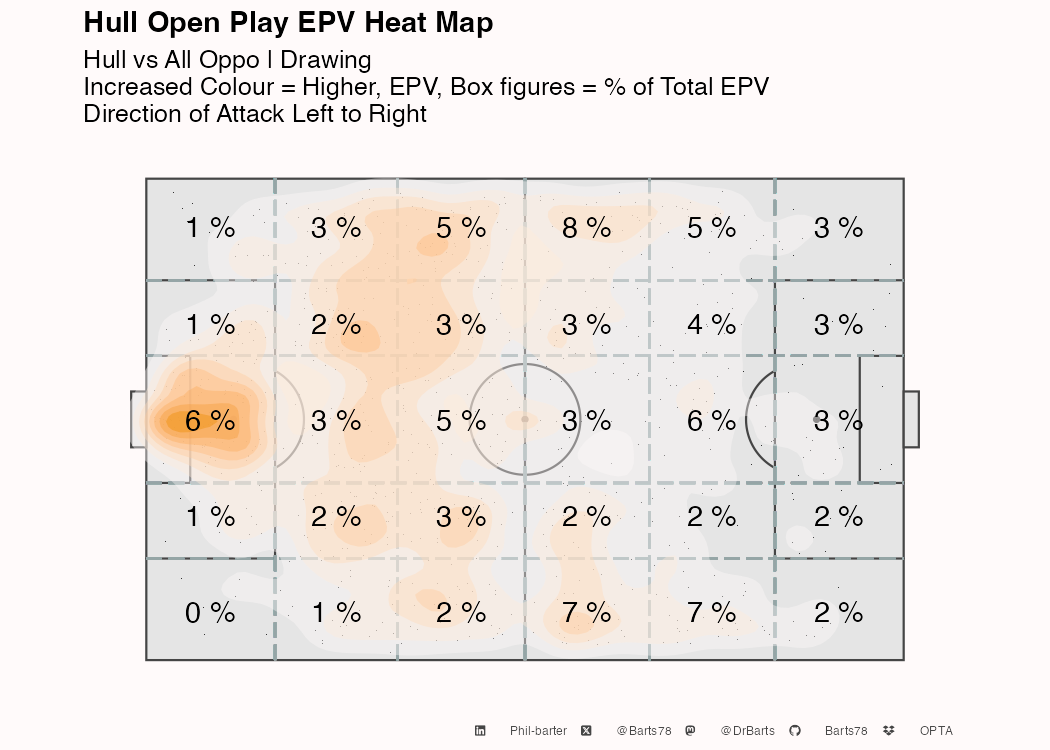 Hull Open Play EPV Heat Map
Hull vs All Oppo | Drawing
Increased Colour = Higher, EPV, Box figures = % of Total EPV
Direction of Attack Left to Right
1 % 3 % 5 % 8 % 5 % 3 %
1 % 2 % 3 % 3 % 4 % 3 %
6 % 3 % 5 % 3 % 6 % 8 %
1 % 2 % 3 % 2 % 2 % 2 %
0 % 1 % 2 % 7 % 7 % 2 %
Phil-barter @Barts78 @DrBarts Barts78 OPTA